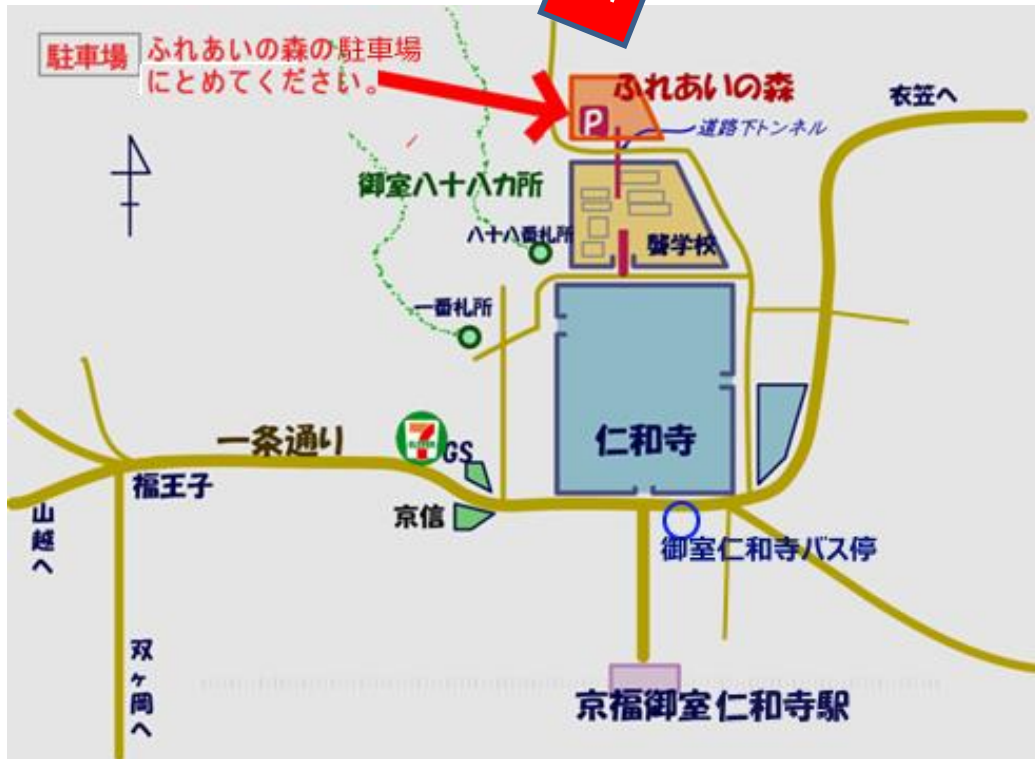 駐車場
ふれあいの森の駐車場
にとめてください。
ふれあいの森
P
道路下トンネル
衣笠へ
御室八十八カ所
八十八番札所
聾学校
一番札所
一条通り
7
GS
仁和寺
福王子
京信
山越へ
御室仁和寺バス停
双ヶ岡へ
京福御室仁和寺駅